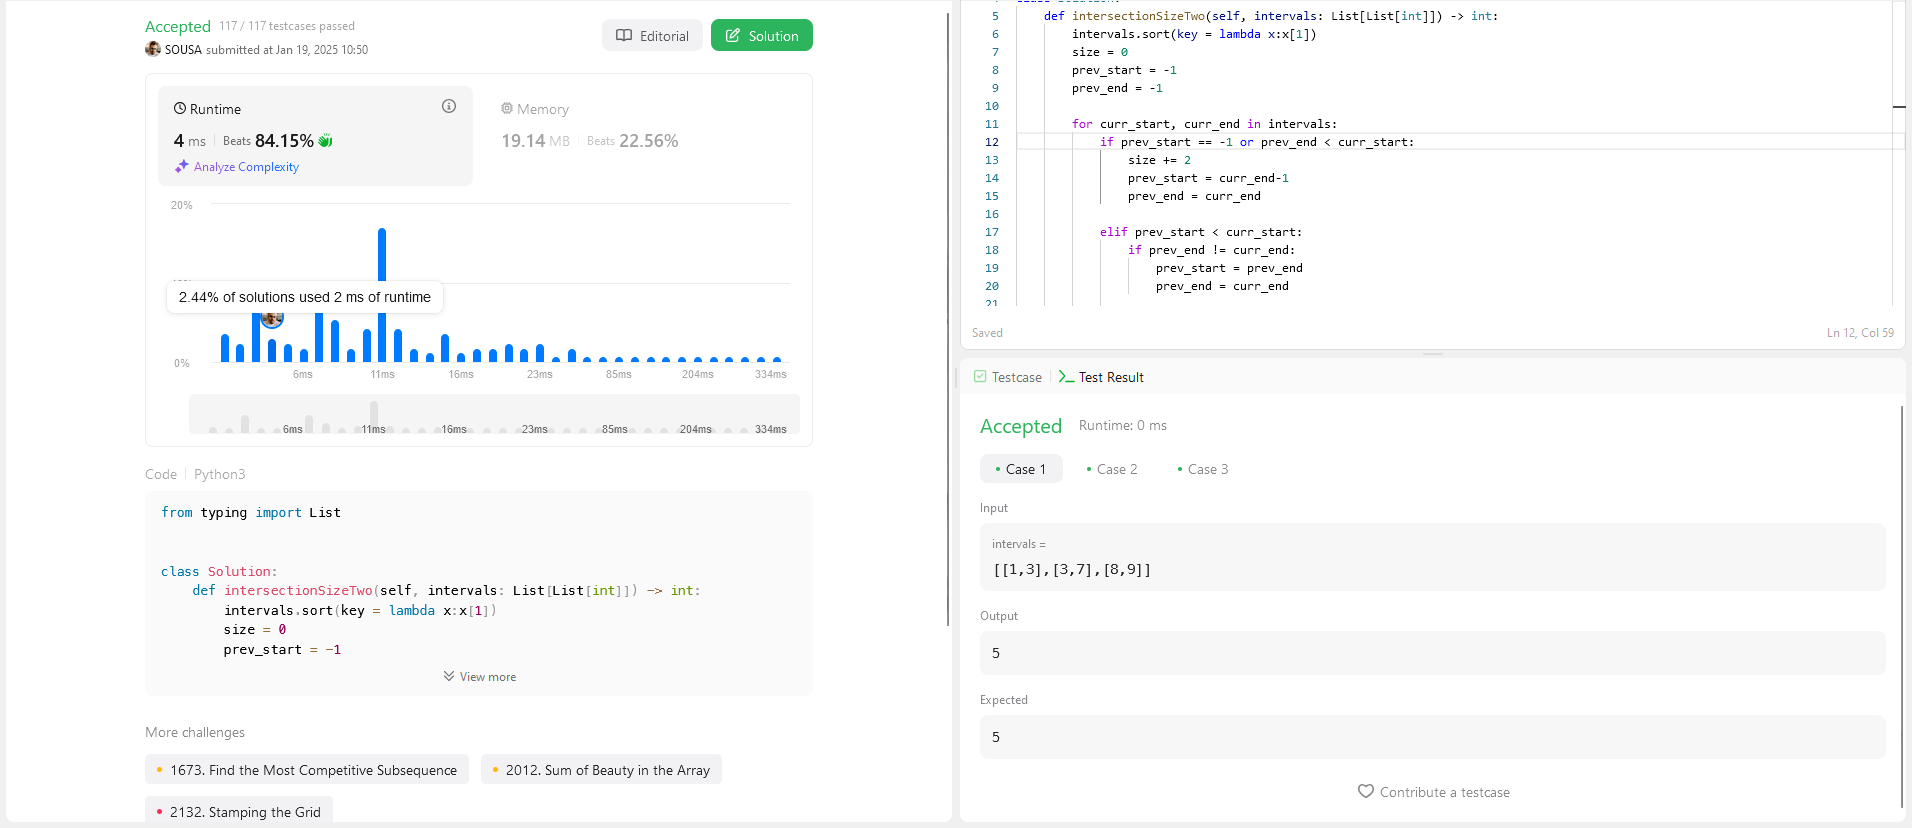 Accepted 117 / 117 testcases passed
SOUSA submitted at Jan 19, 2025 10:50
Editorial
Solution
Runtime
4 ms Beats 84.15%
Analyze Complexity
Memory
19.14 MB Beats 22.56%
20%
2.44% of solutions used 2 ms of runtime
0%
6ms 11ms 16ms 23ms 85ms 204ms 334ms
6ms 11ms 16ms 23ms 85ms 204ms 334ms
Code Python3
from typing import List
class Solution:
def intersectionSizeTwo(self, intervals: List[List[int]]) -> int:
intervals.sort(key = lambda x:x[1])
size = 0
prev_start = -1
View more
More challenges
1673. Find the Most Competitive Subsequence
2012. Sum of Beauty in the Array
2132. Stamping the Grid
5 def intersectionSizeTwo(self, intervals: List[List[int]]) -> int:
6 intervals.sort(key = lambda x:x[1])
7 size = 0
8 prev_start = -1
9 prev_end = -1
10
11 for curr_start, curr_end in intervals:
12 if prev_start == -1 or prev_end < curr_start:
13 size += 2
14 prev_start = curr_end-1
15 prev_end = curr_end
16
17 elif prev_start < curr_start:
18 if prev_end != curr_end:
19 prev_start = prev_end
20 prev_end = curr_end
21
Saved
Ln 12, Col 59
Testcase
Test Result
Accepted Runtime: 0 ms
Case 1
Case 2
Case 3
Input
intervals =
[[1,3],[3,7],[8,9]]
Output
5
Expected
5
Contribute a testcase